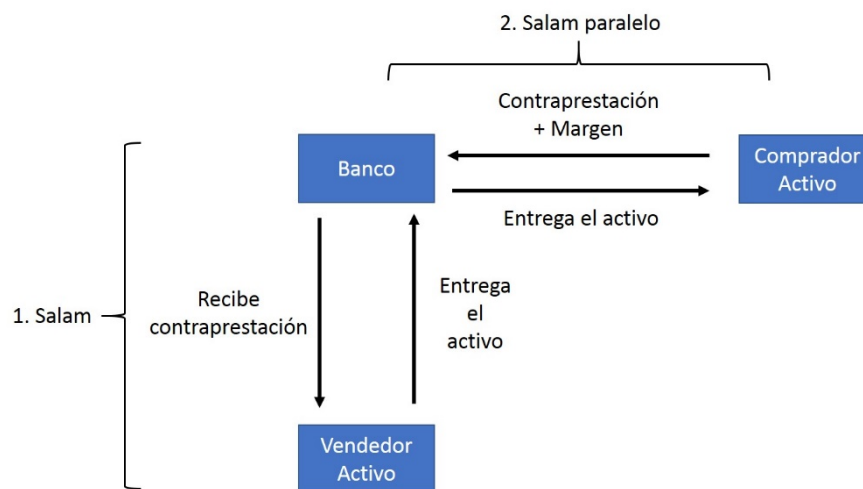 2. Salam paralelo
Contraprestación
+ Margen
Banco
Comprador
Activo
Entrega el activo
1. Salam
Recibe
contraprestación
Entrega
el
activo
Vendedor
Activo